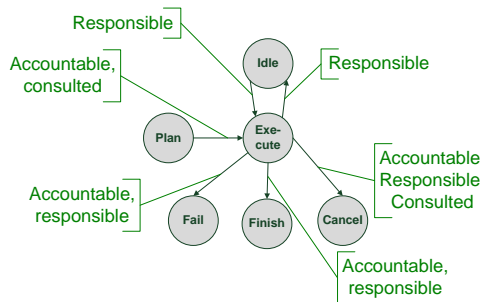 Responsible
Idle
Responsible
Accountable,
consulted
Plan
Exe-
cute
Accountable
Responsible
Consulted
Accountable,
responsible
Fail
Finish
Cancel
Accountable,
responsible